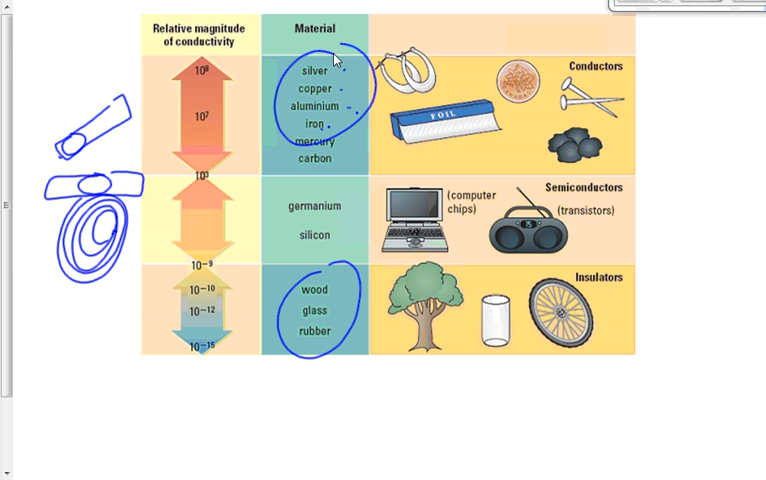 Relative magnitude
of conductivity
Material
10⁸
silver
Conductors
copper
10⁷
aluminium
FOIL
iron
mercury
carbon
10³
Semiconductors
germanium
(computer
chips)
(transistors)
silicon
10⁻⁹
Insulators
10⁻¹⁰
wood
10⁻¹²
glass
rubber
10⁻¹⁵